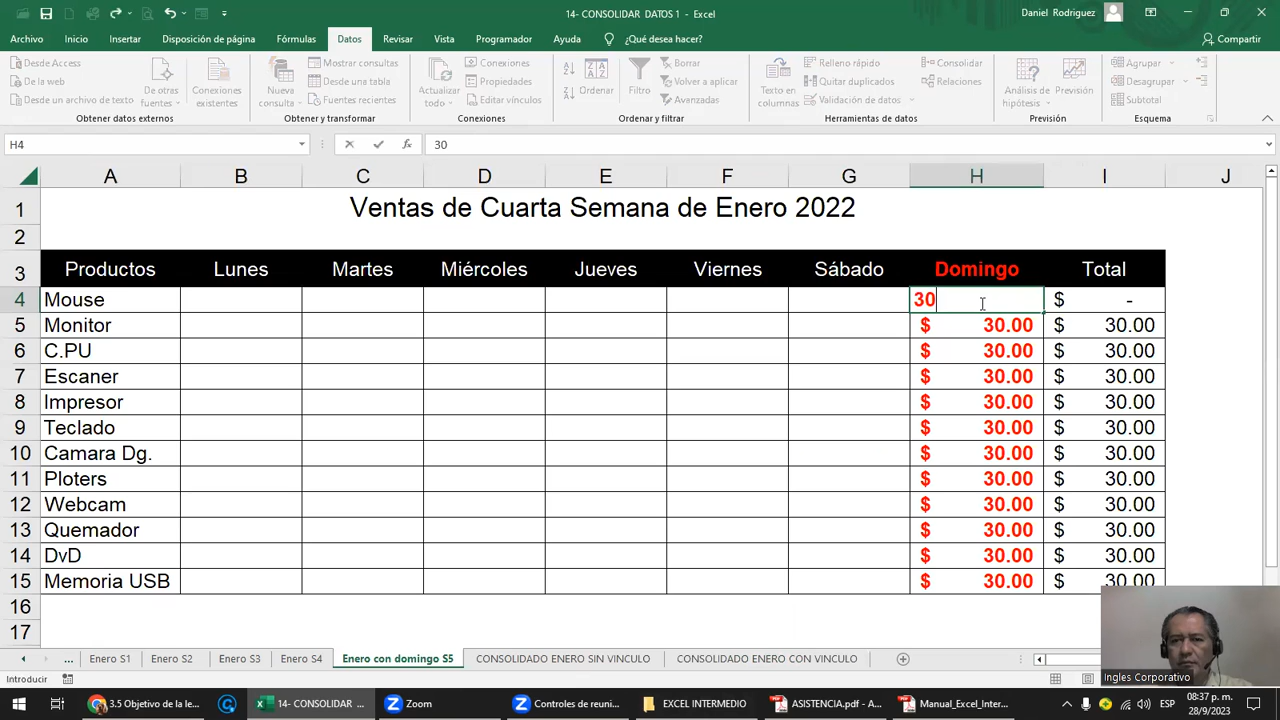 14- CONSOLIDAR DATOS 1 - Excel
Daniel Rodriguez
Archivo Inicio Insertar Disposición de página Fórmulas Datos Revisar Vista Programador Ayuda ¿Qué desea hacer? Compartir
Desde Access
De la web
Desde un archivo de texto
De otras fuentes
Conexiones existentes
Obtener datos externos
Nueva consulta
Mostrar consultas
Desde una tabla
Fuentes recientes
Obtener y transformar
Actualizar todo
Conexiones
Propiedades
Editar vínculos
Conexiones
Ordenar
Filtro
Borrar
Volver a aplicar
Avanzadas
Ordenar y filtrar
Texto en columnas
Relleno rápido
Quitar duplicados
Validación de datos
Consolidar
Relaciones
Herramientas de datos
Análisis de hipótesis
Previsión
Previsión
Agrupar
Desagrupar
Subtotal
Esquema
H4 30
A B C D E F G H I J
1 Ventas de Cuarta Semana de Enero 2022
2
3 Productos Lunes Martes Miércoles Jueves Viernes Sábado Domingo Total
4 Mouse 30 $ -
5 Monitor $ 30.00 $ 30.00
6 C.PU $ 30.00 $ 30.00
7 Escaner $ 30.00 $ 30.00
8 Impresor $ 30.00 $ 30.00
9 Teclado $ 30.00 $ 30.00
10 Camara Dg. $ 30.00 $ 30.00
11 Ploters $ 30.00 $ 30.00
12 Webcam $ 30.00 $ 30.00
13 Quemador $ 30.00 $ 30.00
14 DvD $ 30.00 $ 30.00
15 Memoria USB $ 30.00 $ 30.00
16
17
Ingles Corporativo
... Enero S1 Enero S2 Enero S3 Enero S4 Enero con domingo S5 CONSOLIDADO ENERO SIN VINCULO CONSOLIDADO ENERO CON VINCULO
Introducir
3.5 Objetivo de la le... 14- CONSOLIDAR ... Zoom Controles de reuni... EXCEL INTERMEDIO ASISTENCIA.pdf - A... Manual_Excel_Inter... ESP 08:37 p. m.
28/9/2023